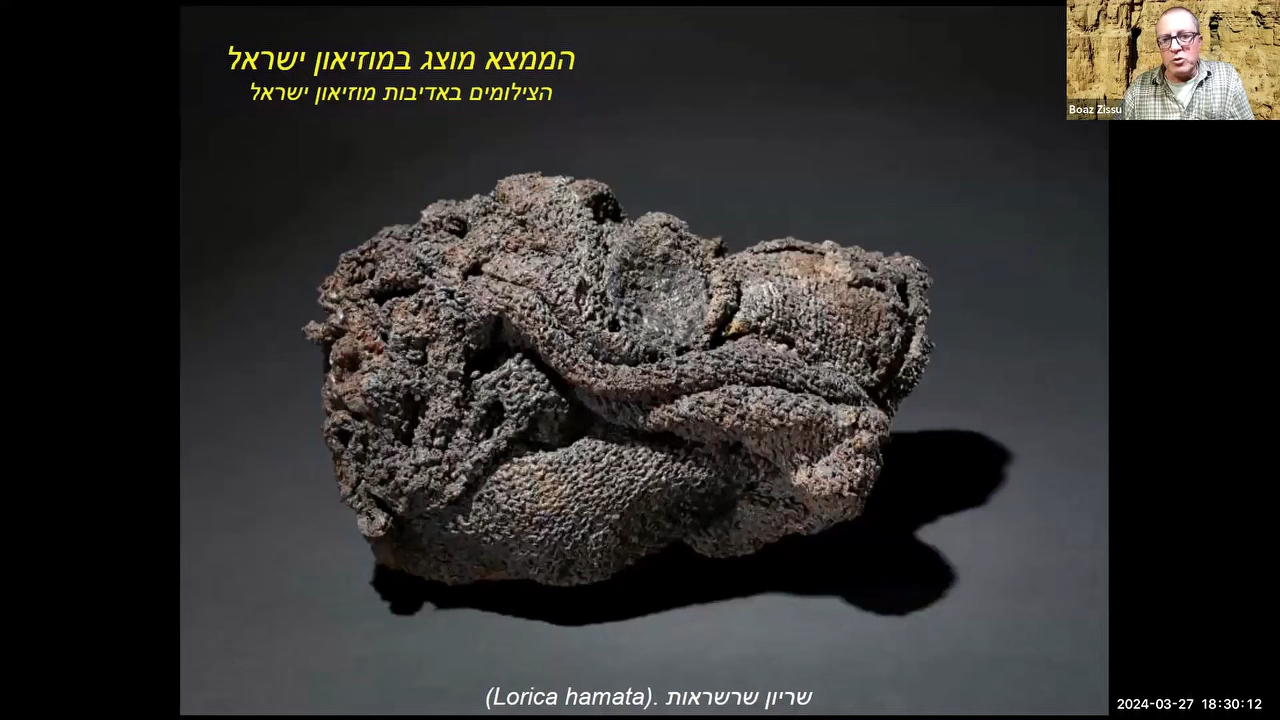 הממצא מוצג במוזיאון ישראל
הצילומים באדיבות מוזיאון ישראל
Boaz Zissu
שריון שרשראות .(Lorica hamata)
2024-03-27 18:30:12